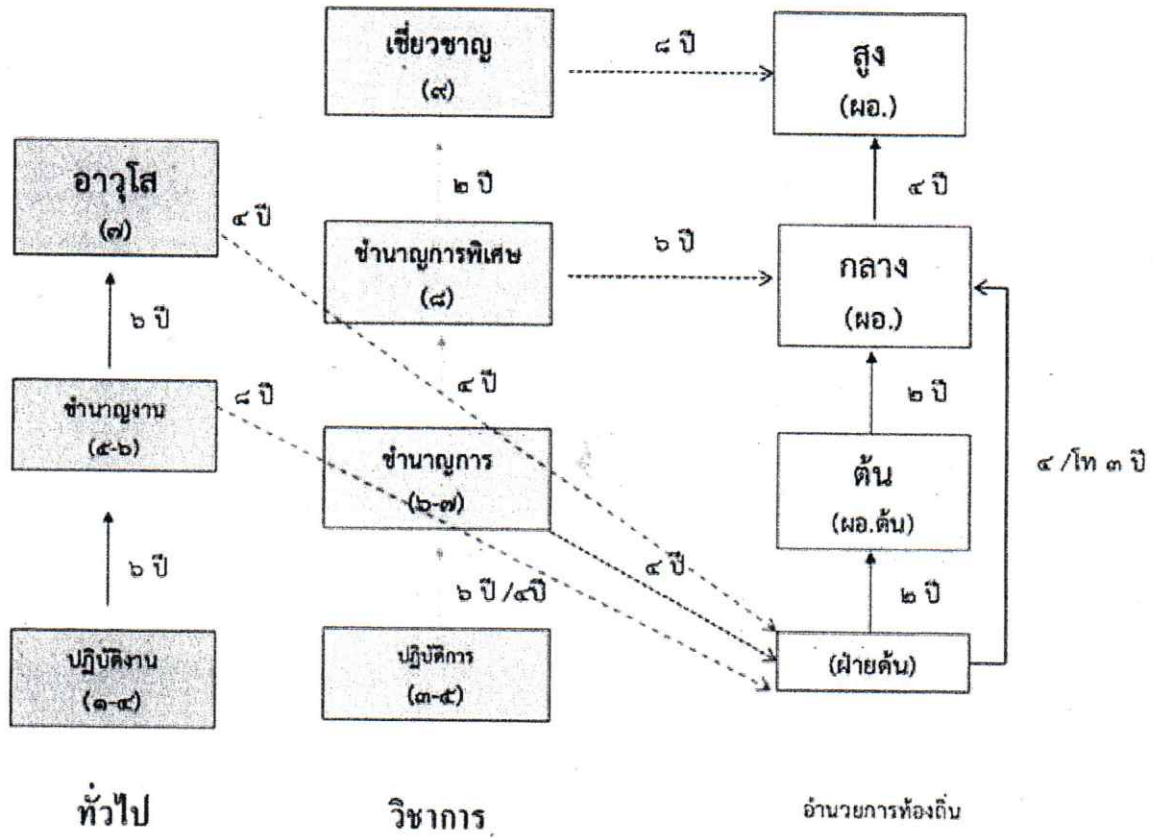 เชี่ยวชาญ
(๙)
๘ ปี
สูง
(ผอ.)
อาวุโส
(๗)
๔ ปี
๒ ปี
๔ ปี
ชำนาญการพิเศษ
(๘)
๖ ปี
กลาง
(ผอ.)
๖ ปี
ชำนาญงาน
(๕-๖)
๘ ปี
๔ ปี
๒ ปี
ชำนาญการ
(๖-๗)
ต้น
(ผอ.ต้น)
๔ /โท ๓ ปี
๖ ปี
๖ ปี /๔ปี
๔ ปี
๒ ปี
ปฏิบัติงาน
(๑-๔)
ปฏิบัติการ
(๓-๕)
(ฝ่ายต้น)
ทั่วไป
วิชาการ
อำนวยการท้องถิ่น